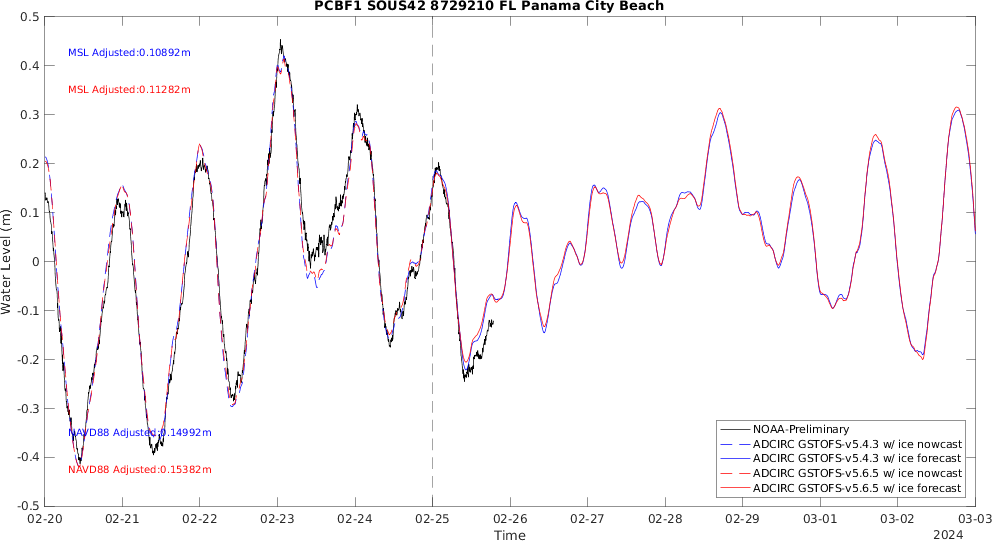 PCBF1 SOUS42 8729210 FL Panama City Beach
0.5
0.4
0.3
0.2
0.1
0
-0.1
-0.2
-0.3
-0.4
-0.5
Water Level (m)
MSL Adjusted:0.10892m
MSL Adjusted:0.11282m
NAVD88 Adjusted:0.14992m
NAVD88 Adjusted:0.15382m
NOAA-Preliminary
ADCIRC GSTOFS-v5.4.3 w/ ice nowcast
ADCIRC GSTOFS-v5.4.3 w/ ice forecast
ADCIRC GSTOFS-v5.6.5 w/ ice nowcast
ADCIRC GSTOFS-v5.6.5 w/ ice forecast
02-20 02-21 02-22 02-23 02-24 02-25 02-26 02-27 02-28 02-29 03-01 03-02 03-03
Time
2024